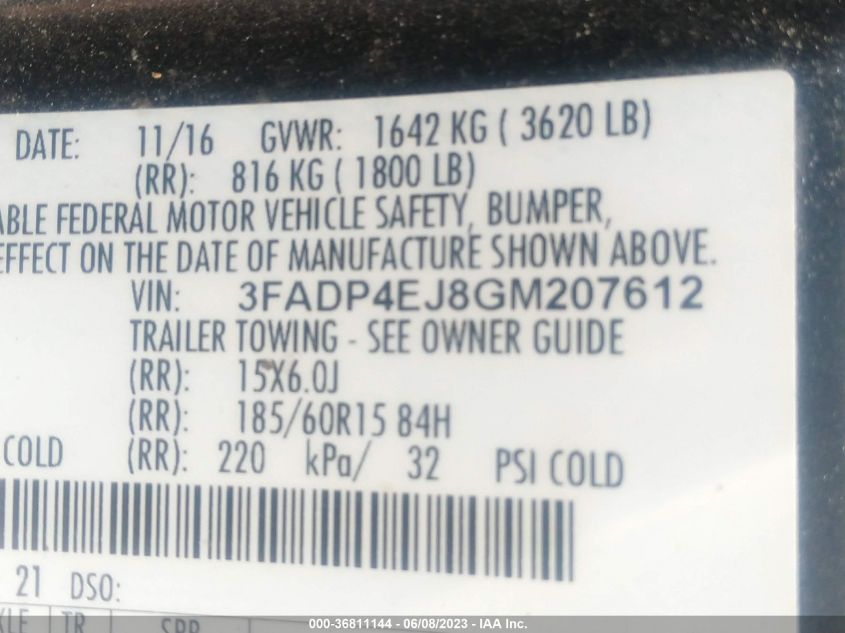 DATE: 11/16 GVWR: 1642 KG ( 3620 LB)
(RR): 816 KG ( 1800 LB)
ABLE FEDERAL MOTOR VEHICLE SAFETY, BUMPER,
EFFECT ON THE DATE OF MANUFACTURE SHOWN ABOVE.
VIN: 3FADP4EJ8GM207612
TRAILER TOWING - SEE OWNER GUIDE
(RR): 15X6.0J
(RR): 185/60R15 84H
COLD (RR): 220 kPa/ 32 PSI COLD
21 DSO:
KLE TR SPR
000-36811144 - 06/08/2023 - IAA Inc.